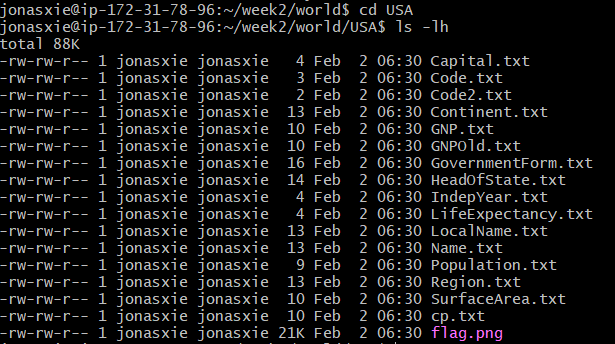 jonasxie@ip-172-31-78-96:~/week2/world$ cd USA
jonasxie@ip-172-31-78-96:~/week2/world/USA$ ls -lh
total 88K
-rw-rw-r-- 1 jonasxie jonasxie   4 Feb  2 06:30 Capital.txt
-rw-rw-r-- 1 jonasxie jonasxie   3 Feb  2 06:30 Code.txt
-rw-rw-r-- 1 jonasxie jonasxie   2 Feb  2 06:30 Code2.txt
-rw-rw-r-- 1 jonasxie jonasxie  13 Feb  2 06:30 Continent.txt
-rw-rw-r-- 1 jonasxie jonasxie  10 Feb  2 06:30 GNP.txt
-rw-rw-r-- 1 jonasxie jonasxie  10 Feb  2 06:30 GNPOld.txt
-rw-rw-r-- 1 jonasxie jonasxie  16 Feb  2 06:30 GovernmentForm.txt
-rw-rw-r-- 1 jonasxie jonasxie  14 Feb  2 06:30 HeadOfState.txt
-rw-rw-r-- 1 jonasxie jonasxie   4 Feb  2 06:30 IndepYear.txt
-rw-rw-r-- 1 jonasxie jonasxie   4 Feb  2 06:30 LifeExpectancy.txt
-rw-rw-r-- 1 jonasxie jonasxie  13 Feb  2 06:30 LocalName.txt
-rw-rw-r-- 1 jonasxie jonasxie  13 Feb  2 06:30 Name.txt
-rw-rw-r-- 1 jonasxie jonasxie   9 Feb  2 06:30 Population.txt
-rw-rw-r-- 1 jonasxie jonasxie  13 Feb  2 06:30 Region.txt
-rw-rw-r-- 1 jonasxie jonasxie  10 Feb  2 06:30 SurfaceArea.txt
-rw-rw-r-- 1 jonasxie jonasxie  10 Feb  2 06:30 cp.txt
-rw-rw-r-- 1 jonasxie jonasxie 21K Feb  2 06:30 flag.png